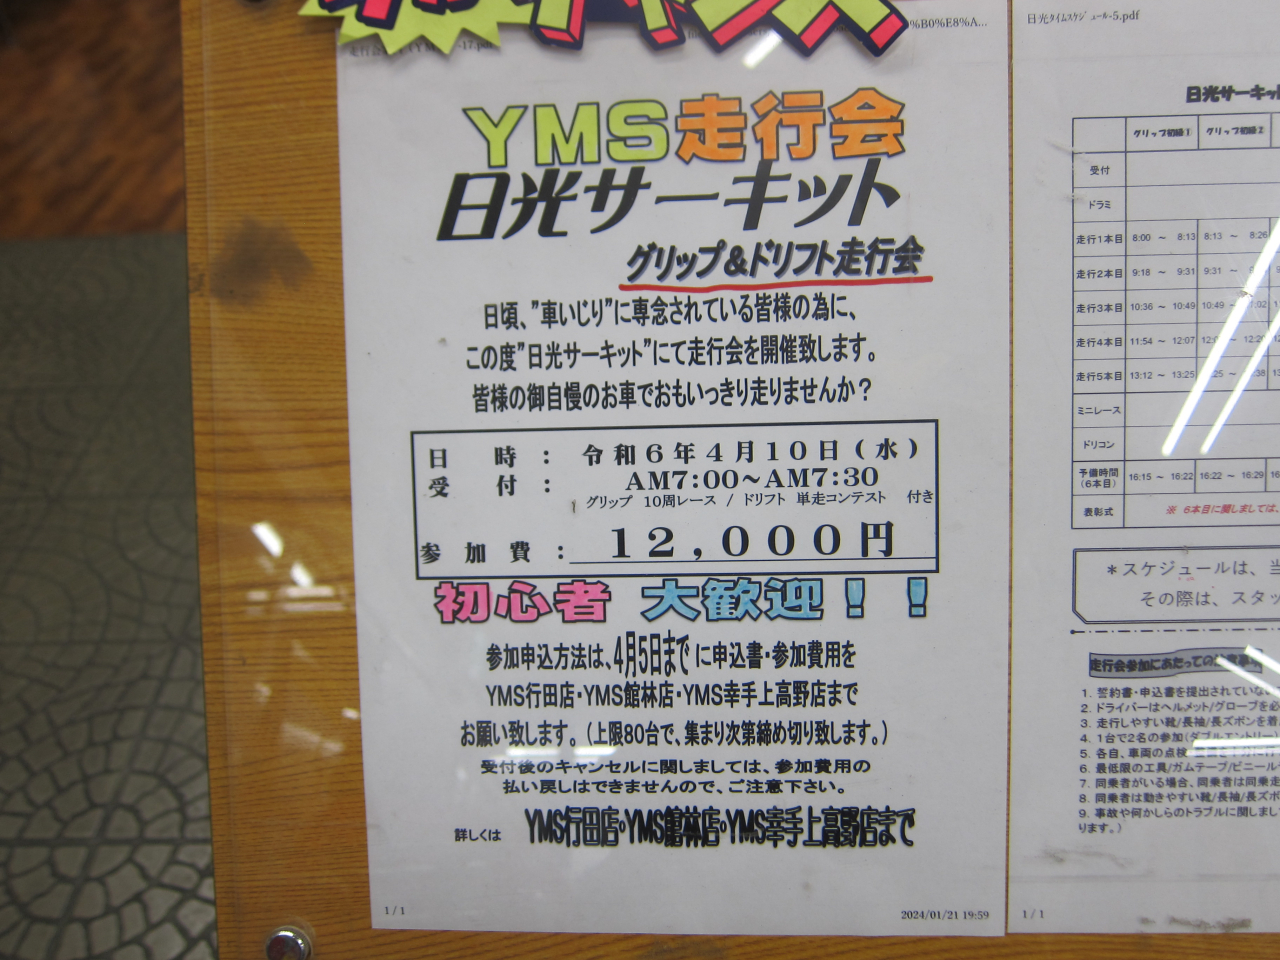 %B0%E8%A...
YMS走行会
日光サーキット
グリップ&ドリフト走行会
日頃、"車いじり"に専念されている皆様の為に、
この度"日光サーキット"にて走行会を開催致します。
皆様の御自慢のお車でおもいっきり走りませんか？
日 時 ： 令和６年４月１０日(水)
受 付 ： AM7:00～AM7:30
グリップ 10周レース / ドリフト 単走コンテスト 付き
参 加 費 ： １２,０００円
初心者 大歓迎！！
参加申込方法は、4月5日までに申込書・参加費用を
YMS行田店・YMS館林店・YMS幸手上高野店まで
お願い致します。(上限80台で、集まり次第締め切り致します。)
受付後のキャンセルに関しましては、参加費用の
払い戻しはできませんので、ご注意下さい。
詳しくは YMS行田店・YMS館林店・YMS幸手上高野店まで
1 / 1
2024/01/21 19:59
日光ﾀｲﾑｽｹｼﾞｭｰﾙ-5.pdf
日光サーキッ
グリップ初級① グリップ初級②
受付
ドラミ
走行1本目 8:00 ～ 8:13 8:13 ～ 8:26
走行2本目 9:18 ～ 9:31 9:31 ～
走行3本目 10:36 ～ 10:49 10:49 ～
走行4本目 11:54 ～ 12:07
走行5本目 13:12 ～ 13:25
ミニレース
ドリコン
予備時間 16:15 ～ 16:22 16:22 ～ 16:29
(6本目)
表彰式 ※ 6本目に関しましては、
＊スケジュールは、
その際は、スタッ
走行会参加にあたっての注意事項
1. 誓約書・申込書を提出されていな
2. ドライバーはヘルメット/グローブを必
3. 走行しやすい靴/長袖/長ズボンを着
4. 1台で2名の参加(ダブルエントリー)
5. 各自、車両の点検
6. 最低限の工具/ガムテープ/ビニール
7. 同乗者がいる場合、同乗者は同乗走
8. 同乗者は動きやすい靴/長袖/長ズボ
9. 事故や何かしらのトラブルに関しまし
ります。)
1 / 1